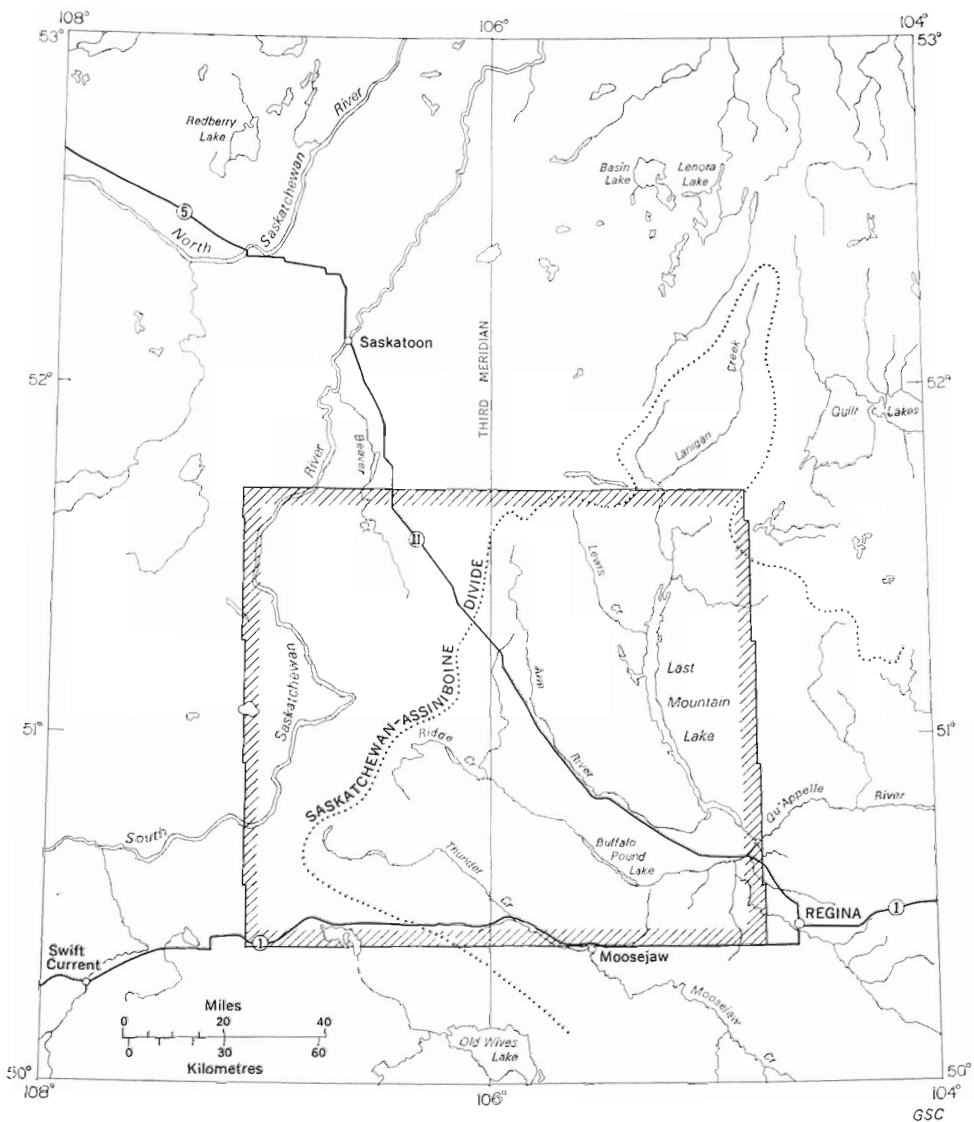 108°
106°
104°
53°
53°
Redberry
Lake
River
Saskatchewan
Basin
Lake
Lenora
Lake
5
North
Saskatoon
THIRD MERIDIAN
52°
52°
Creek
Lanigan
Quill Lakes
River
Beaver
11
DIVIDE
Lewis
Cr
SASKATCHEWAN-ASSINIBOINE
Saskatchewan
Arm
River
Last
Mountain
Lake
51°
51°
Ridge
Cr
Qu'Appelle
River
South
Buffalo
Pound
Lake
Thunder
Cr
REGINA
1
1
Swift
Current
Moosejaw
Moosejaw
Cr
Miles
0 20 40
0 30 60
Kilometres
Old Wives
Lake
50°
50°
108°
106°
104°
GSC